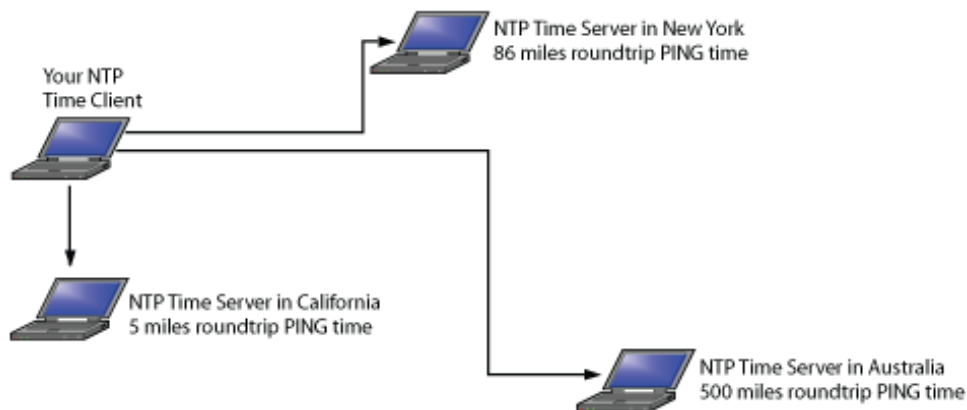 NTP Time Server in New York
86 miles roundtrip PING time
Your NTP
Time Client
NTP Time Server in California
5 miles roundtrip PING time
NTP Time Server in Australia
500 miles roundtrip PING time